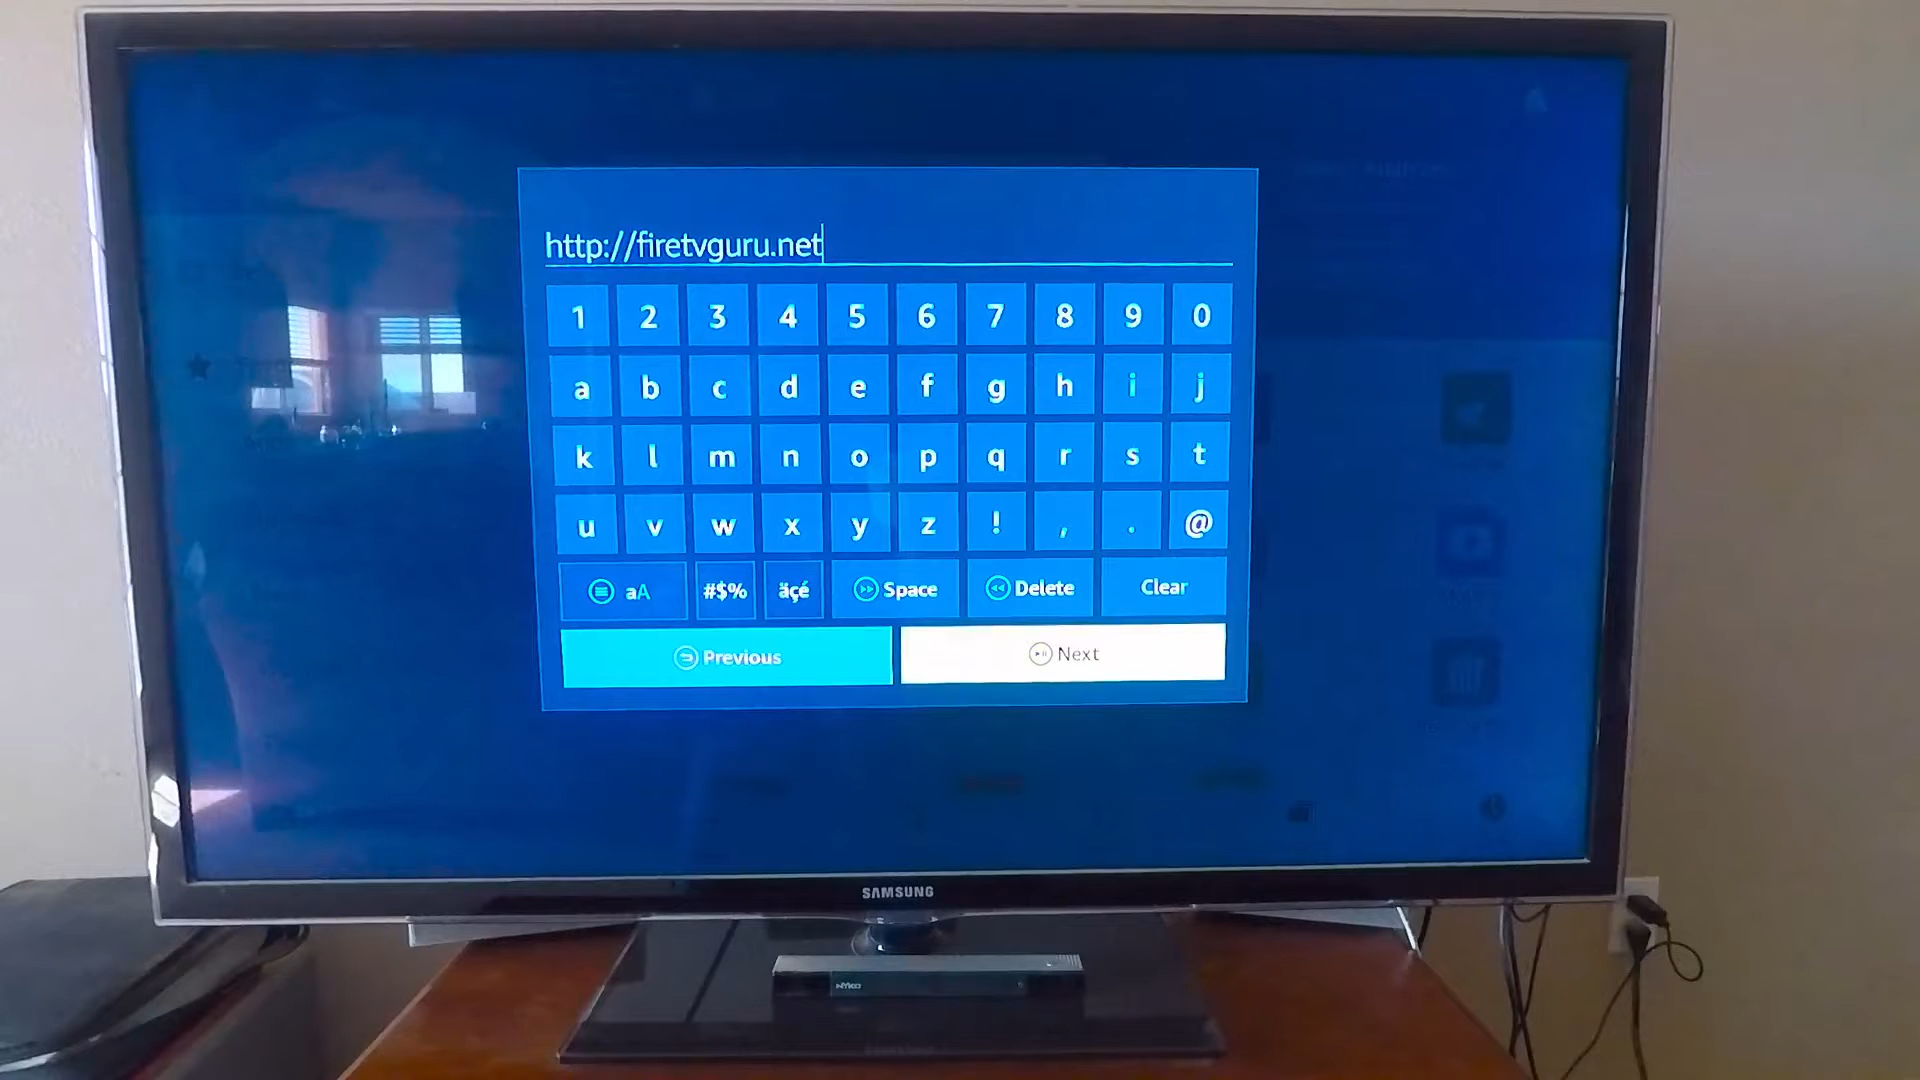 http://firetvguru.net
1 2 3 4 5 6 7 8 9 0
a b c d e f g h i j
k l m n o p q r s t
u v w x y z ! , . @
aA #$% äçé Space Delete Clear
Previous Next
SAMSUNG
nyko